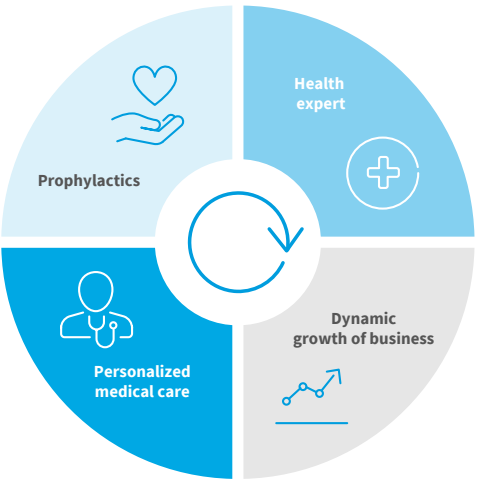 Health
expert
Prophylactics
Dynamic
growth of business
Personalized
medical care